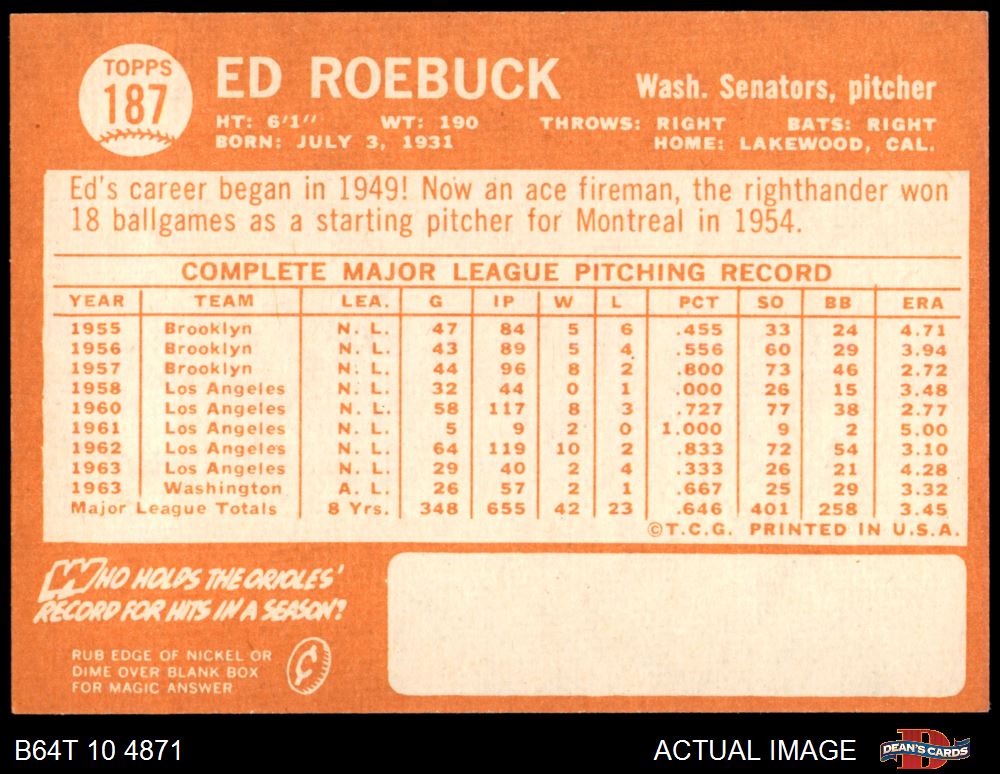 TOPPS
187
ED ROEBUCK
Wash. Senators, pitcher
HT: 6'1" WT: 190 THROWS: RIGHT BATS: RIGHT
BORN: JULY 3, 1931 HOME: LAKEWOOD, CAL.
Ed's career began in 1949! Now an ace fireman, the righthander won
18 ballgames as a starting pitcher for Montreal in 1954.
COMPLETE MAJOR LEAGUE PITCHING RECORD
YEAR TEAM LEA. G IP W L PCT SO BB ERA
1955 Brooklyn N. L. 47 84 5 6 .455 33 24 4.71
1956 Brooklyn N. L. 43 89 5 4 .556 60 29 3.94
1957 Brooklyn N. L. 44 96 8 2 .800 73 46 2.72
1958 Los Angeles N. L. 32 44 0 1 .000 26 15 3.48
1960 Los Angeles N. L. 58 117 8 3 .727 77 38 2.77
1961 Los Angeles N. L. 5 9 2 0 1.000 9 2 5.00
1962 Los Angeles N. L. 64 119 10 2 .833 72 54 3.10
1963 Los Angeles N. L. 29 40 2 4 .333 26 21 4.28
1963 Washington A. L. 26 57 2 1 .667 25 29 3.32
Major League Totals 8 Yrs. 348 655 42 23 .646 401 258 3.45
©T.C.G. PRINTED IN U.S.A.
WHO HOLDS THE ORIOLES'
RECORD FOR HITS IN A SEASON?
RUB EDGE OF NICKEL OR
DIME OVER BLANK BOX
FOR MAGIC ANSWER
¢
B64T 10 4871 ACTUAL IMAGE
DEAN'S CARDS